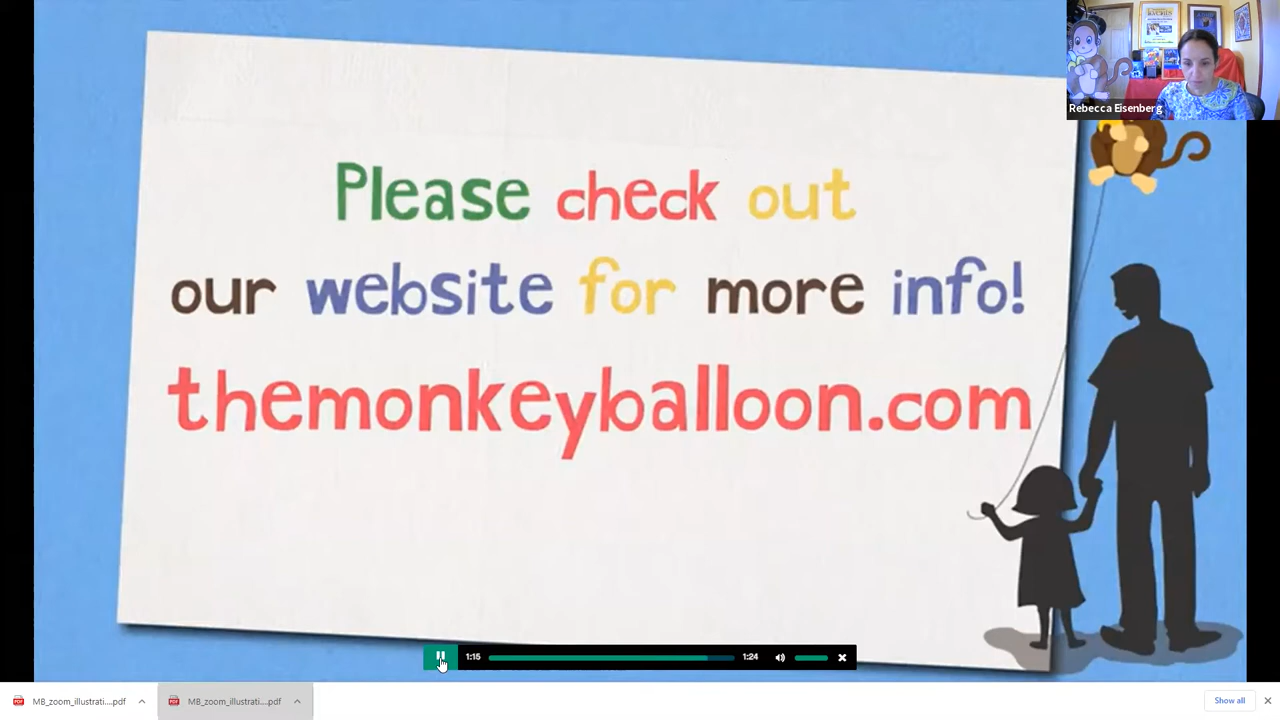 Rebecca Eisenberg
Please check out
our website for more info!
themonkeyballoon.com
1:15
1:24
MB_zoom_illustrati....pdf
MB_zoom_illustrati....pdf
Show all